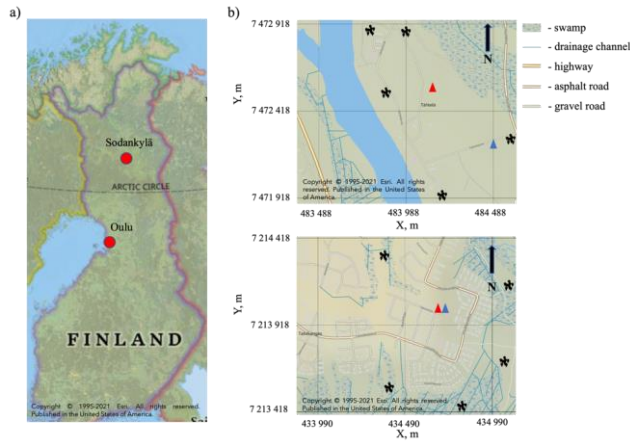 a)
Sodankylä
ARCTIC CIRCLE
Oulu
FINLAND
Copyright © 1995-2021 Esri. All rights reserved.
Published in the United States of America.
b)
7 472 918
7 472 418
7 471 918
Y, m
N
Copyright © 1995-2021 Esri. All rights
reserved. Published in the United States
of America.
483 488
483 988
484 488
X, m
7 214 418
7 213 918
7 213 418
Y, m
N
Copyright © 1995-2021 Esri. All rights
reserved. Published in the United States
of America.
433 990
434 490
434 990
X, m
- swamp
- drainage channel
- highway
- asphalt road
- gravel road